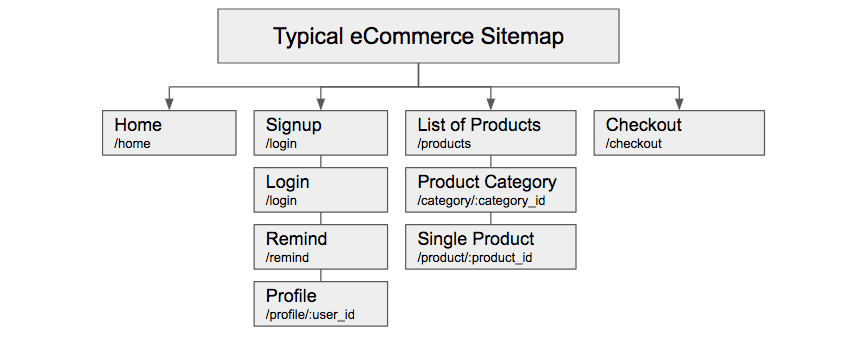 Typical eCommerce Sitemap
Home
/home
Signup
/login
List of Products
/products
Checkout
/checkout
Login
/login
Product Category
/category/:category_id
Remind
/remind
Single Product
/product/:product_id
Profile
/profile/:user_id